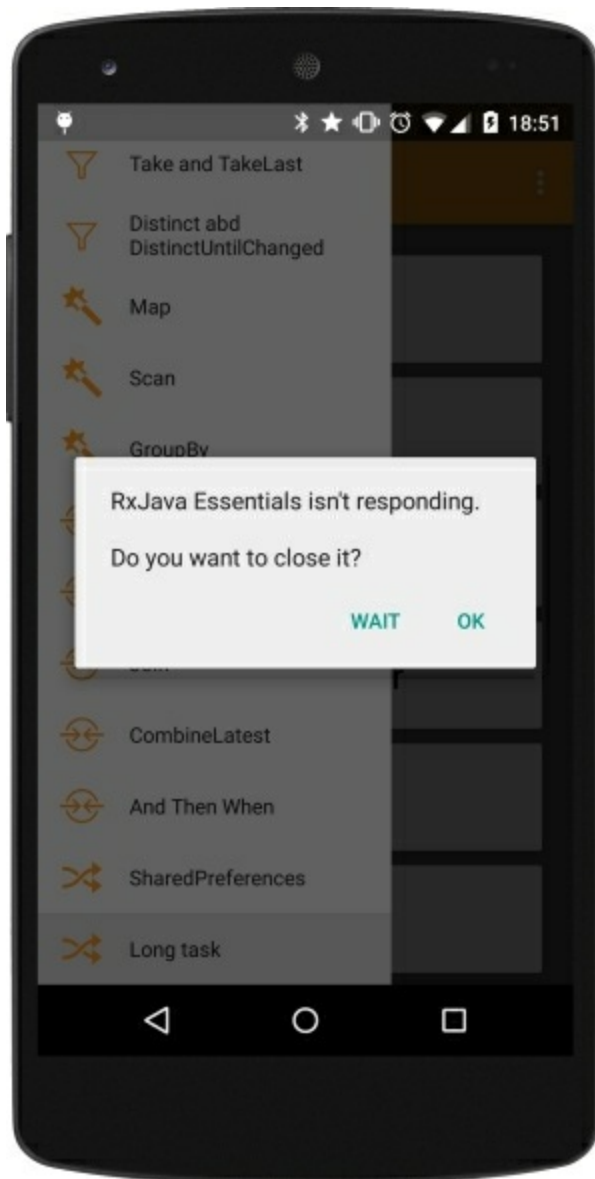 18:51
Take and TakeLast
Distinct abd
DistinctUntilChanged
Map
Scan
GroupBy
RxJava Essentials isn't responding.
Do you want to close it?
WAIT OK
CombineLatest
And Then When
SharedPreferences
Long task